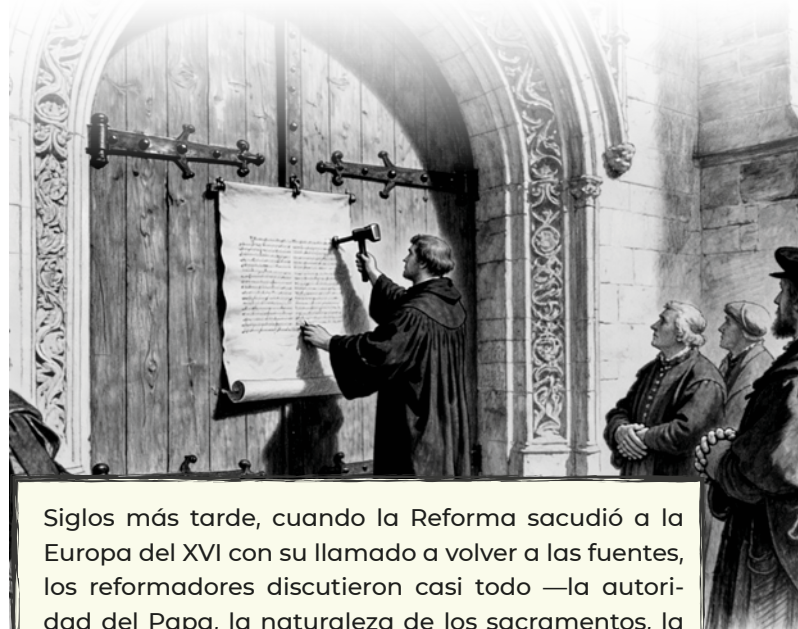 Siglos más tarde, cuando la Reforma sacudió a la
Europa del XVI con su llamado a volver a las fuentes,
los reformadores discutieron casi todo —la autori-
dad del Papa, la naturaleza de los sacramentos, la